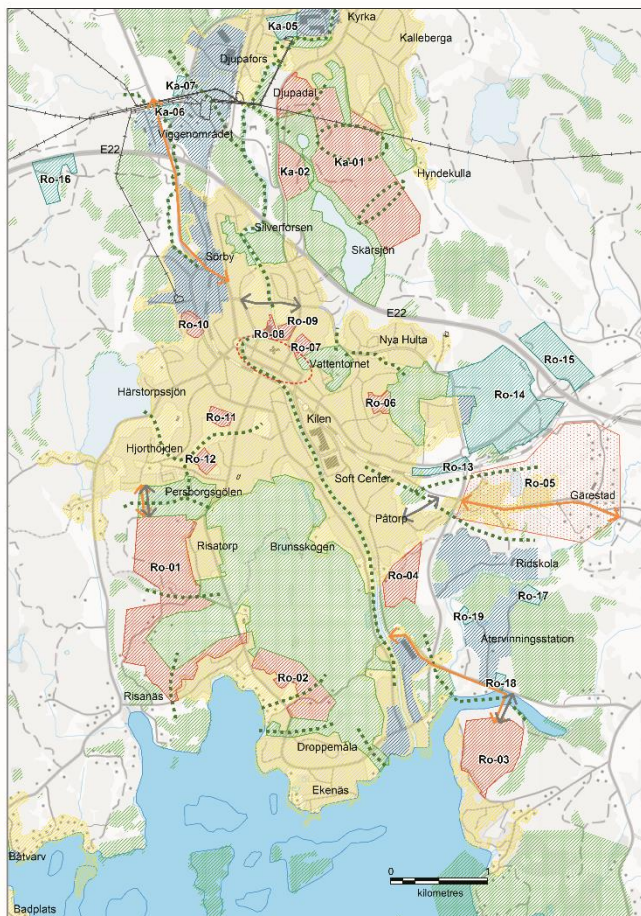 Ka-05
Kyrka
Djupafors
Kalleberga
Ka-07
Djupadal
Ka-06
Viggenområdet
Ka-01
E22
Ka-02
Hyndekulla
Ro-16
Silverforsen
Skärsjön
Sörby
E22
Ro-10
Ro-09
Ro-08
Ro-07
Nya Hulta
Ro-15
Vattentornet
Härstorpssjön
Ro-14
Ro-06
Ro-11
Kilen
Hjorthöjden
Ro-12
Ro-13
Soft Center
Ro-05
Persborgsgölen
Gärestad
Påtorp
Ro-01
Risatorp
Brunsskogen
Ridskola
Ro-04
Ro-17
Ro-19
Återvinningsstation
Ro-02
Ro-18
Risanäs
Droppemåla
Ro-03
Ekenäs
Båtvarv
0
1
kilometres
Badplats